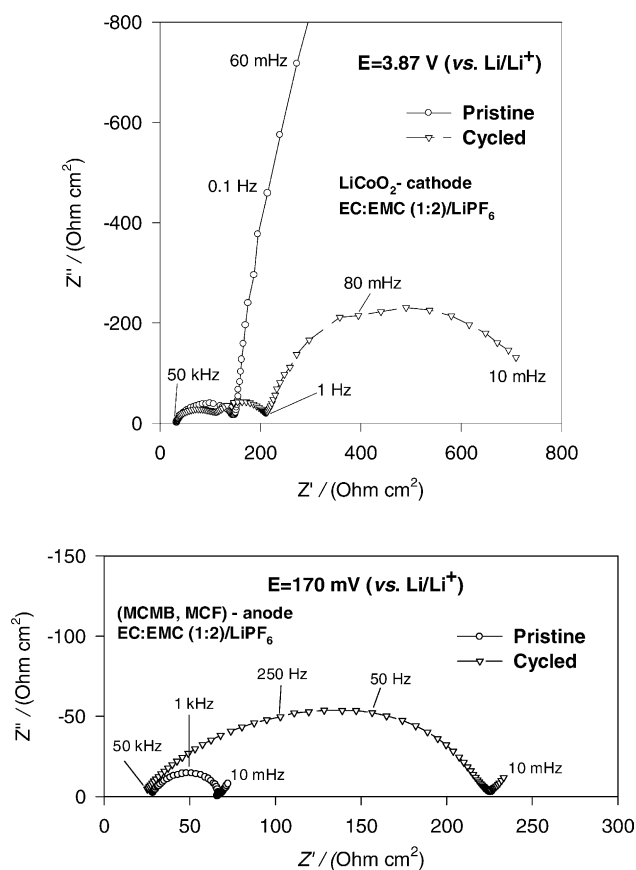 -800
-600
-400
-200
0
Z'' / (Ohm cm²)
60 mHz
E=3.87 V (vs. Li/Li⁺)
Pristine
Cycled
0.1 Hz
LiCoO₂- cathode
EC:EMC (1:2)/LiPF₆
80 mHz
50 kHz
10 mHz
1 Hz
0 200 400 600 800
Z' / (Ohm cm²)
-150
-100
-50
0
Z'' / (Ohm cm²)
E=170 mV (vs. Li/Li⁺)
(MCMB, MCF) - anode
EC:EMC (1:2)/LiPF₆
Pristine
Cycled
250 Hz
50 Hz
1 kHz
50 kHz
10 mHz
10 mHz
0 50 100 150 200 250 300
Z' / (Ohm cm²)